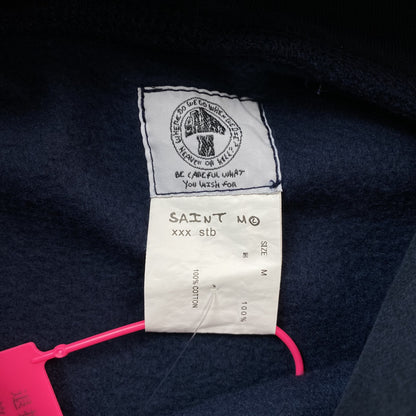 WHERE DO WE GO WHEN WE DIE?
HEAVEN OR HELL?
BE CAREFUL WHAT
YOU WISH FOR
SAINT M
xxx stb
SIZE M
100% COTTON
100%